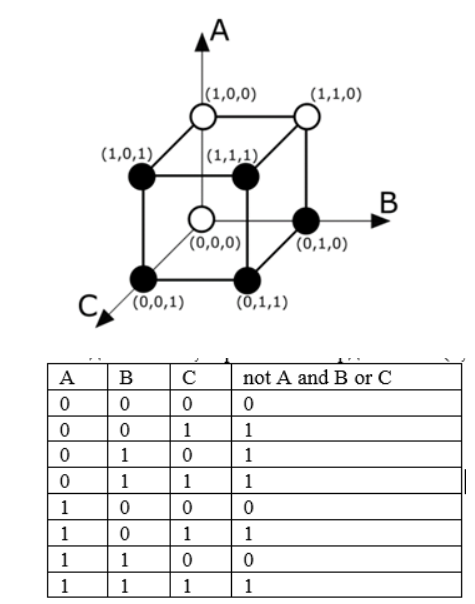 A
(1,0,0) (1,1,0)
(1,0,1) (1,1,1)
B
(0,0,0) (0,1,0)
C (0,0,1) (0,1,1)
A B C not A and B or C
0 0 0 0
0 0 1 1
0 1 0 1
0 1 1 1
1 0 0 0
1 0 1 1
1 1 0 0
1 1 1 1